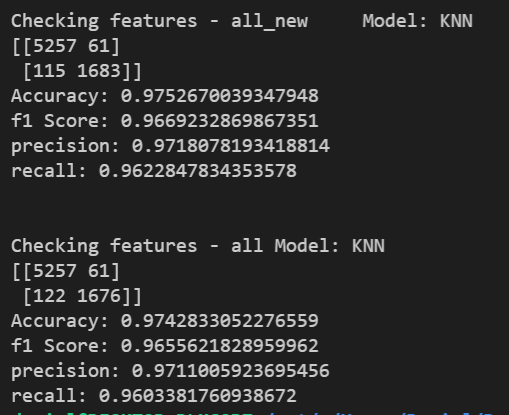 Checking features - all_new Model: KNN
[[5257 61]
[115 1683]]
Accuracy: 0.9752670039347948
f1 Score: 0.9669232869867351
precision: 0.9718078193418814
recall: 0.9622847834353578
Checking features - all Model: KNN
[[5257 61]
[122 1676]]
Accuracy: 0.9742833052276559
f1 Score: 0.9655621828959962
precision: 0.9711005923695456
recall: 0.9603381760938672